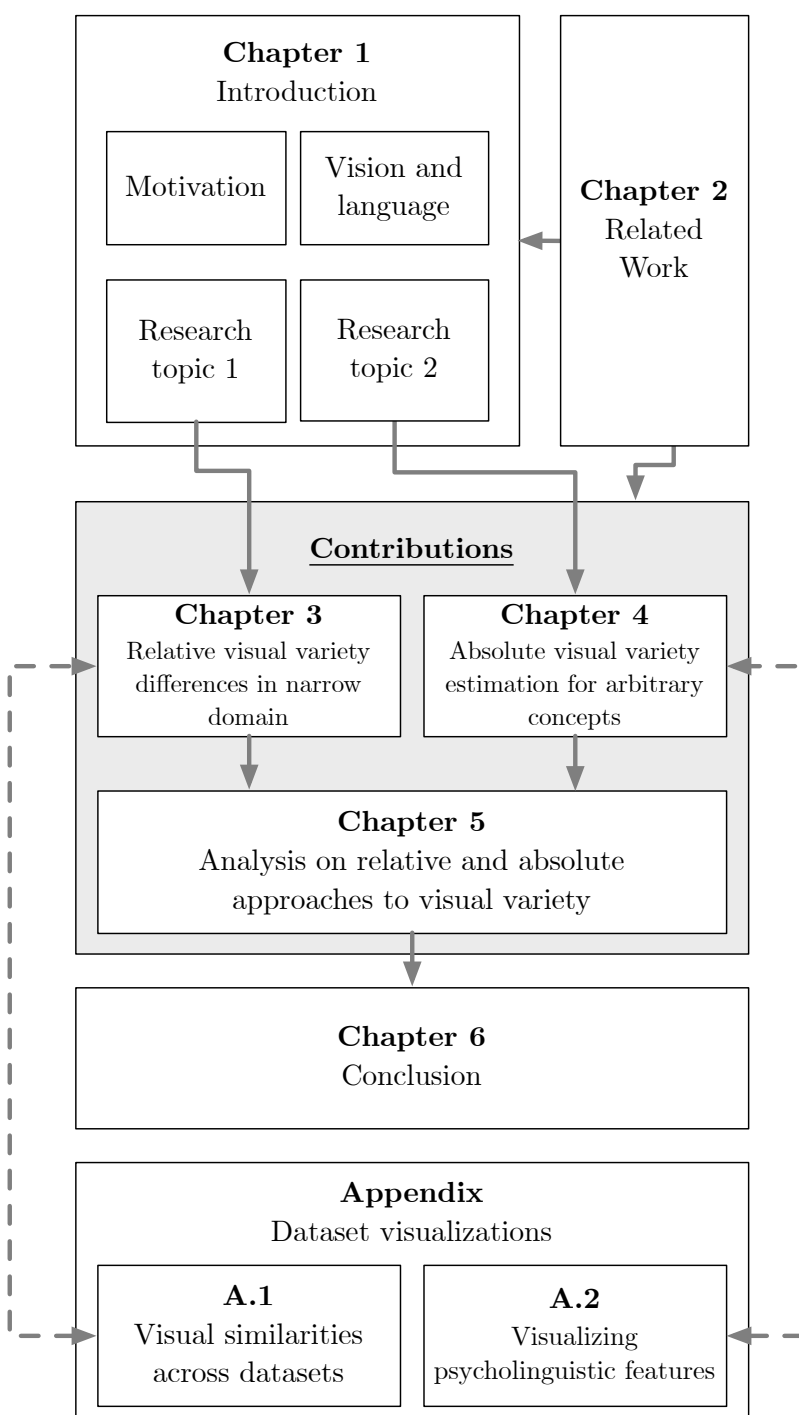 Chapter 1
Introduction
Motivation
Vision and
language
Research
topic 1
Research
topic 2
Chapter 2
Related
Work
Contributions
Chapter 3
Relative visual variety
differences in narrow
domain
Chapter 4
Absolute visual variety
estimation for arbitrary
concepts
Chapter 5
Analysis on relative and absolute
approaches to visual variety
Chapter 6
Conclusion
Appendix
Dataset visualizations
A.1
Visual similarities
across datasets
A.2
Visualizing
psycholinguistic features